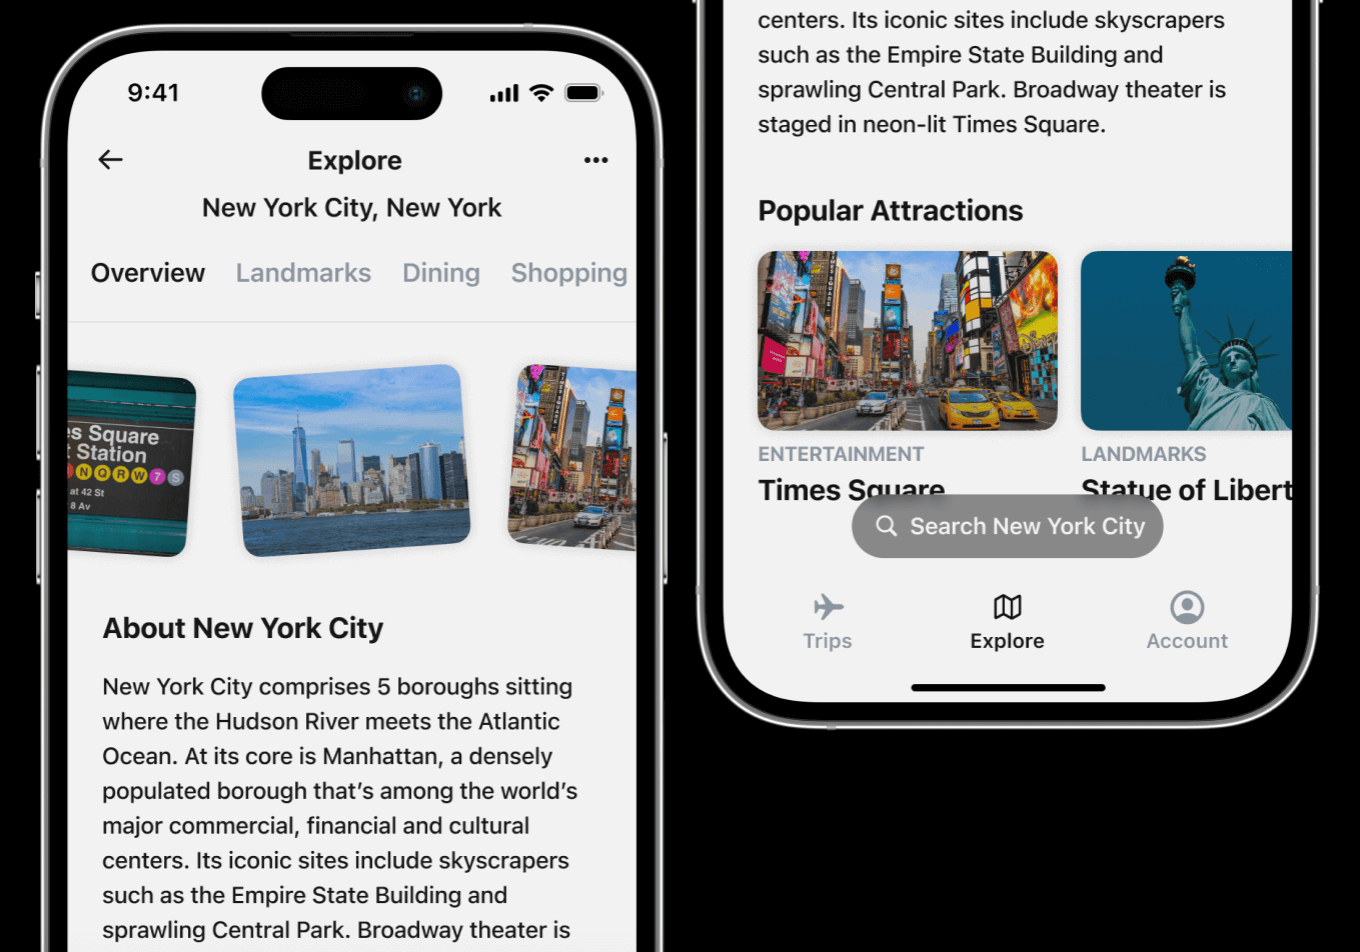 9:41
Explore
New York City, New York
Overview Landmarks Dining Shopping
s Square
t Station
N Q R W 7 S
at 42 St
8 Av
About New York City
New York City comprises 5 boroughs sitting
where the Hudson River meets the Atlantic
Ocean. At its core is Manhattan, a densely
populated borough that’s among the world’s
major commercial, financial and cultural
centers. Its iconic sites include skyscrapers
such as the Empire State Building and
sprawling Central Park. Broadway theater is
centers. Its iconic sites include skyscrapers
such as the Empire State Building and
sprawling Central Park. Broadway theater is
staged in neon-lit Times Square.
Popular Attractions
ENTERTAINMENT
Times Square
LANDMARKS
Statue of Libert
Search New York City
Trips
Explore
Account